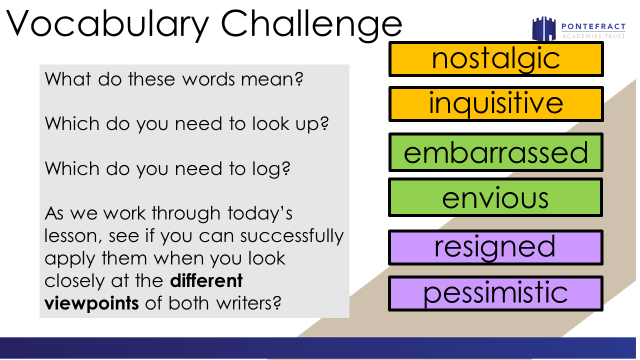 Vocabulary Challenge
PONTEFRACT
ACADEMIES TRUST
What do these words mean?
Which do you need to look up?
Which do you need to log?
As we work through today's
lesson, see if you can successfully
apply them when you look
closely at the different
viewpoints of both writers?
nostalgic
inquisitive
embarrassed
envious
resigned
pessimistic